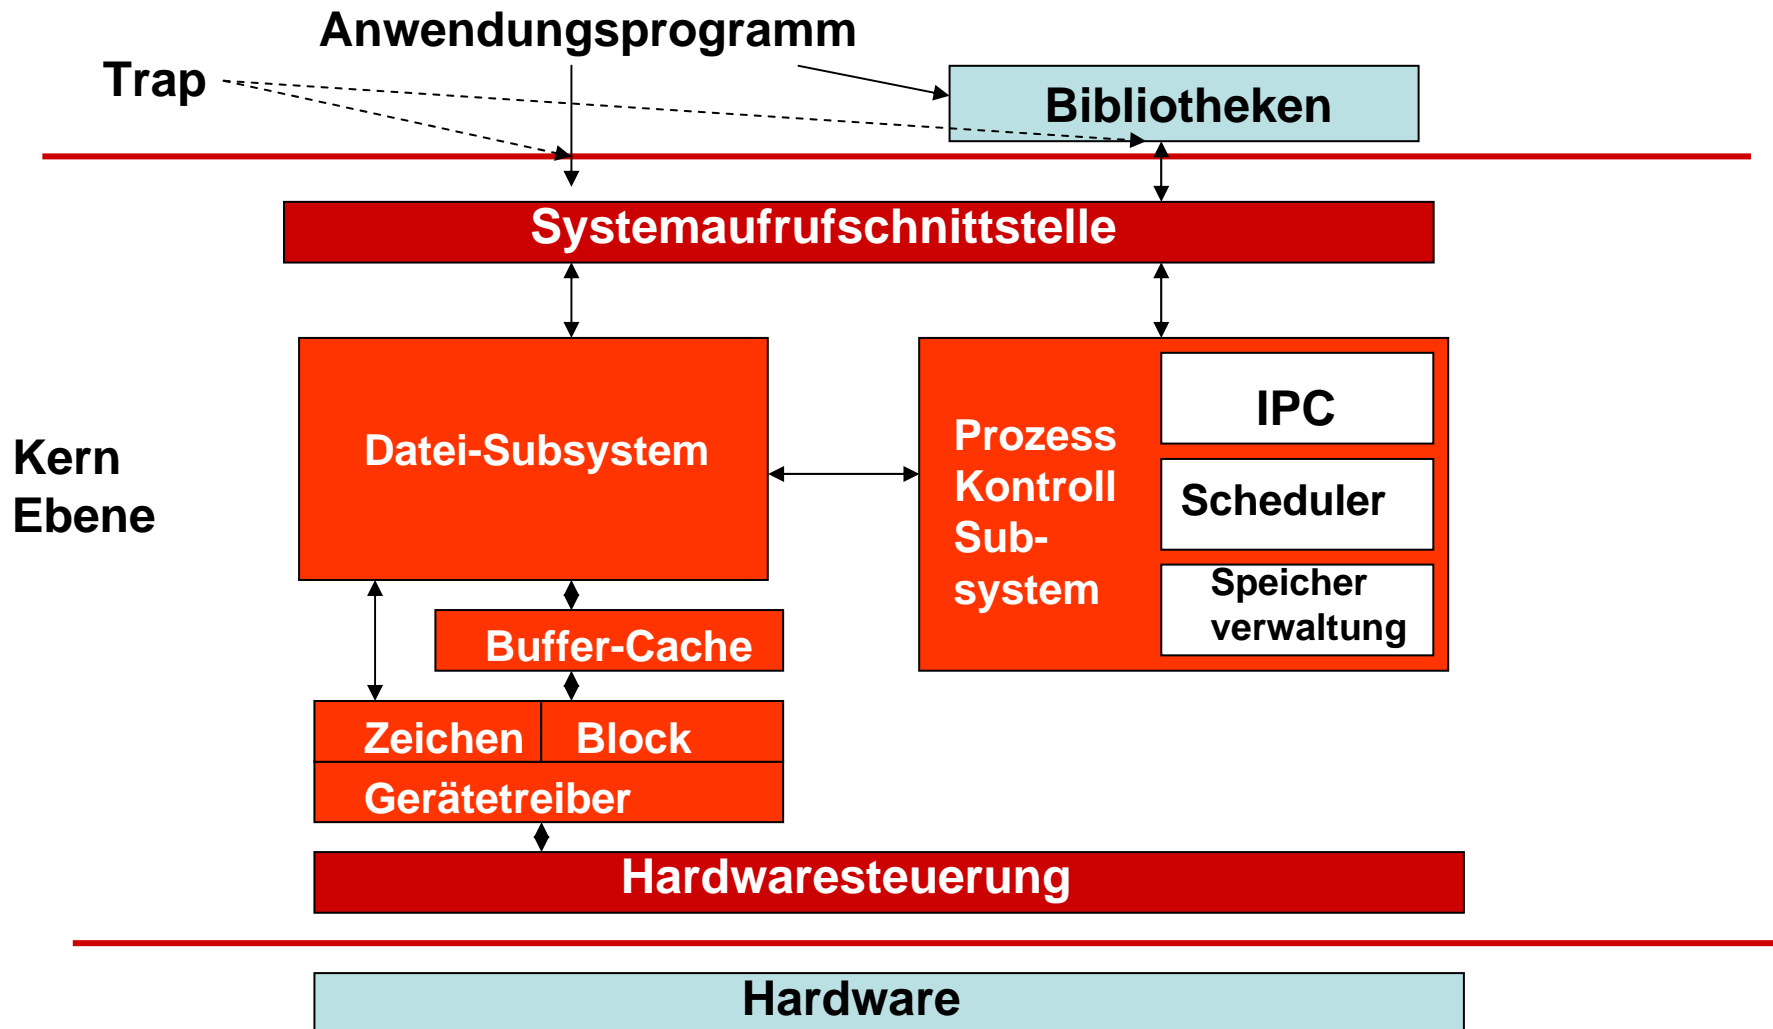 Anwendungsprogramm
Trap
Bibliotheken
Systemaufrufschnittstelle
Kern
Ebene
Datei-Subsystem
Prozess
Kontroll
Sub-
system
IPC
Scheduler
Speicher
verwaltung
Buffer-Cache
Zeichen
Block
Gerätetreiber
Hardwaresteuerung
Hardware